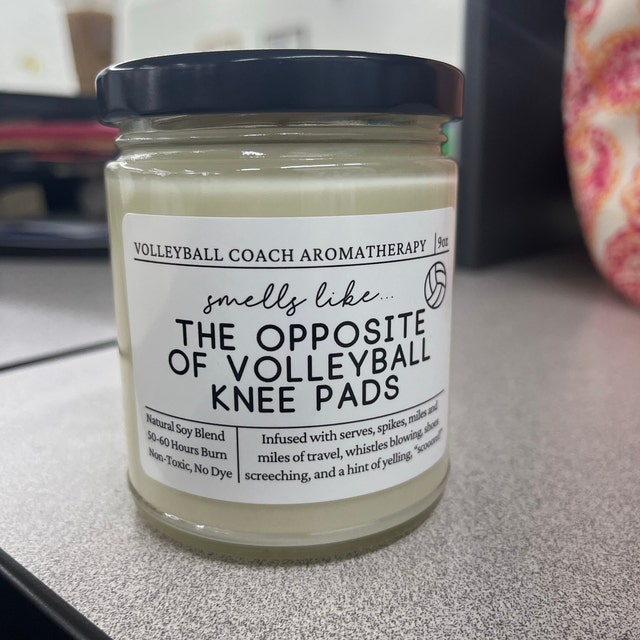 VOLLEYBALL COACH AROMATHERAPY | 9oz
smells like...
THE OPPOSITE
OF VOLLEYBALL
KNEE PADS
Natural Soy Blend
50-60 Hours Burn
Non-Toxic, No Dye
Infused with serves, spikes, miles and
miles of travel, whistles blowing, shoes
screeching, and a hint of yelling, "scooored"